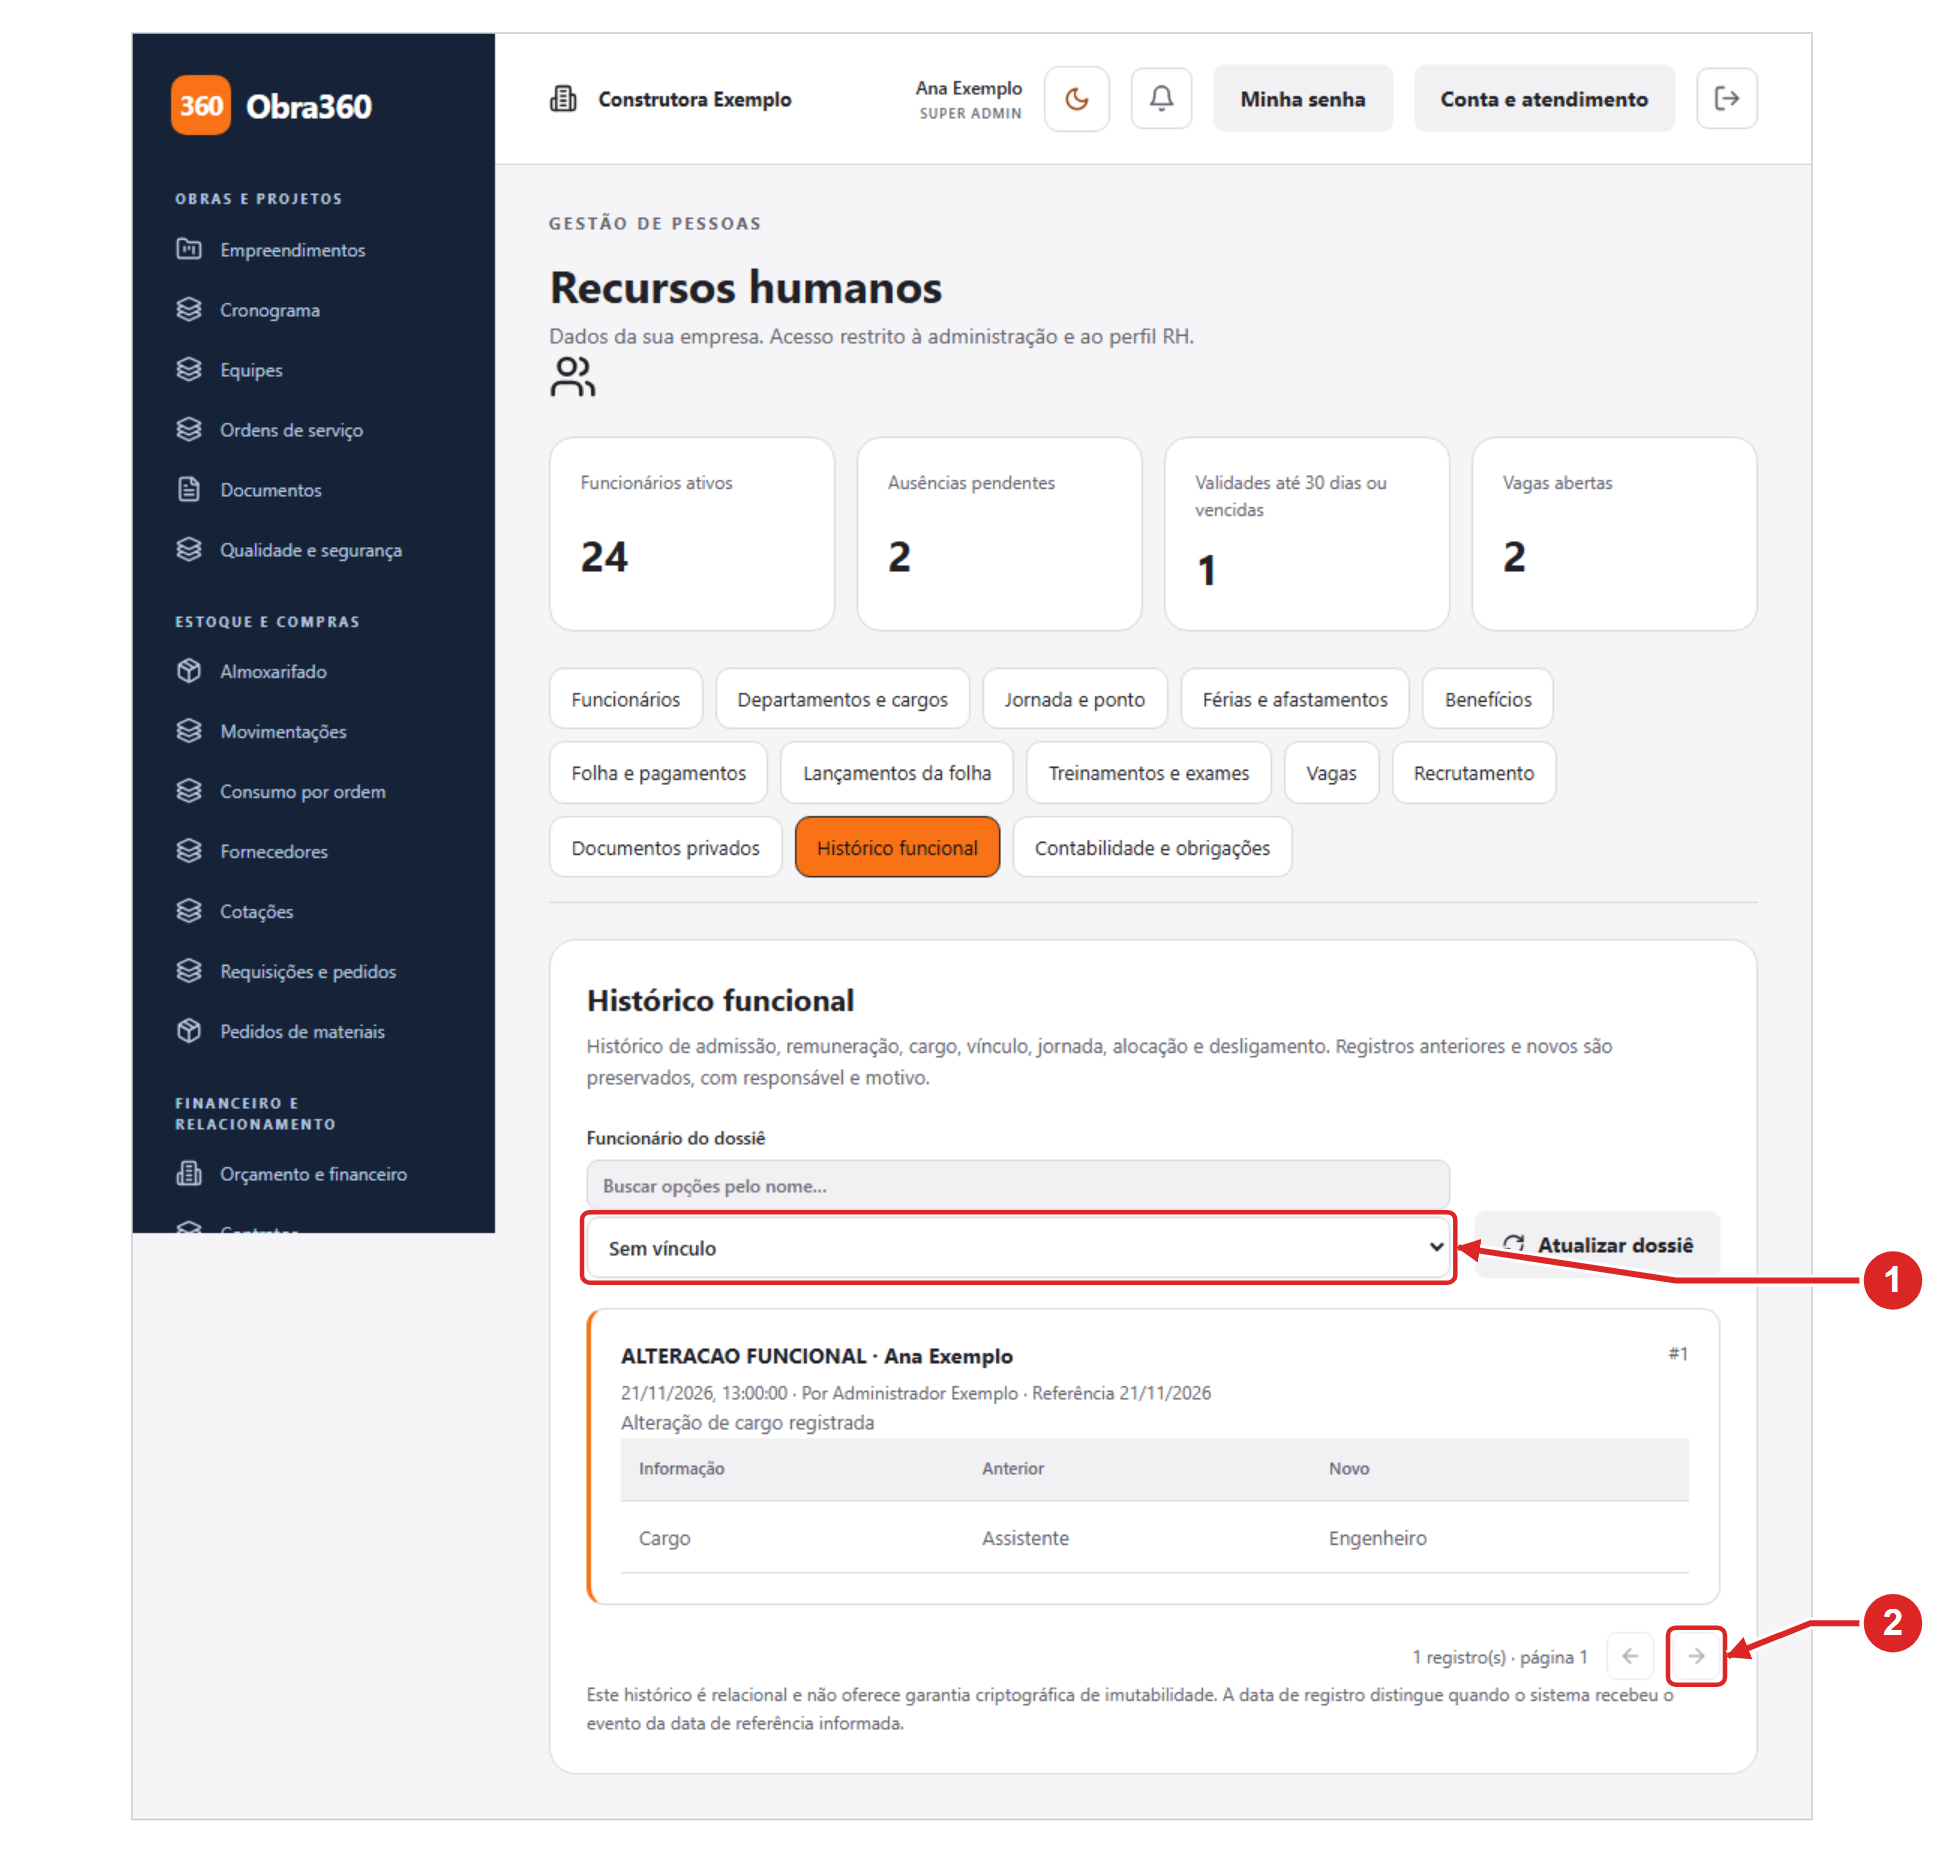 360 Obra360
OBRAS E PROJETOS
Empreendimentos
Cronograma
Equipes
Ordens de serviço
Documentos
Qualidade e segurança
ESTOQUE E COMPRAS
Almoxarifado
Movimentações
Consumo por ordem
Fornecedores
Cotações
Requisições e pedidos
Pedidos de materiais
FINANCEIRO E
RELACIONAMENTO
Orçamento e financeiro
Contratos
Construtora Exemplo
Ana Exemplo
SUPER ADMIN
Minha senha
Conta e atendimento
GESTÃO DE PESSOAS
Recursos humanos
Dados da sua empresa. Acesso restrito à administração e ao perfil RH.
Funcionários ativos
24
Ausências pendentes
2
Validades até 30 dias ou
vencidas
1
Vagas abertas
2
Funcionários Departamentos e cargos Jornada e ponto Férias e afastamentos Benefícios
Folha e pagamentos Lançamentos da folha Treinamentos e exames Vagas Recrutamento
Documentos privados Histórico funcional Contabilidade e obrigações
Histórico funcional
Histórico de admissão, remuneração, cargo, vínculo, jornada, alocação e desligamento. Registros anteriores e novos são
preservados, com responsável e motivo.
Funcionário do dossiê
Buscar opções pelo nome...
Sem vínculo
Atualizar dossiê
1
ALTERACAO FUNCIONAL · Ana Exemplo #1
21/11/2026, 13:00:00 · Por Administrador Exemplo · Referência 21/11/2026
Alteração de cargo registrada
Informação Anterior Novo
Cargo Assistente Engenheiro
2
1 registro(s) · página 1
Este histórico é relacional e não oferece garantia criptográfica de imutabilidade. A data de registro distingue quando o sistema recebeu o
evento da data de referência informada.